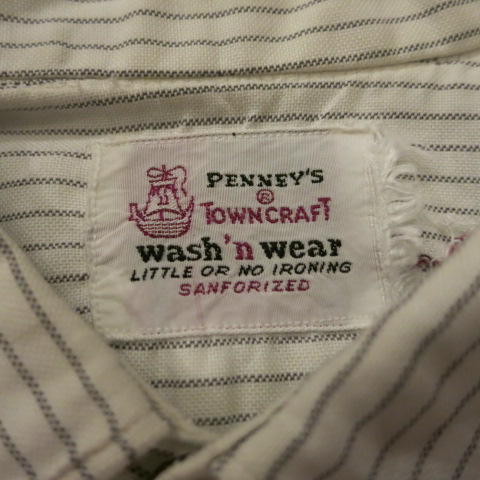 PENNEY'S
®
TOWNCRAFT
wash'n wear
LITTLE OR NO IRONING
SANFORIZED